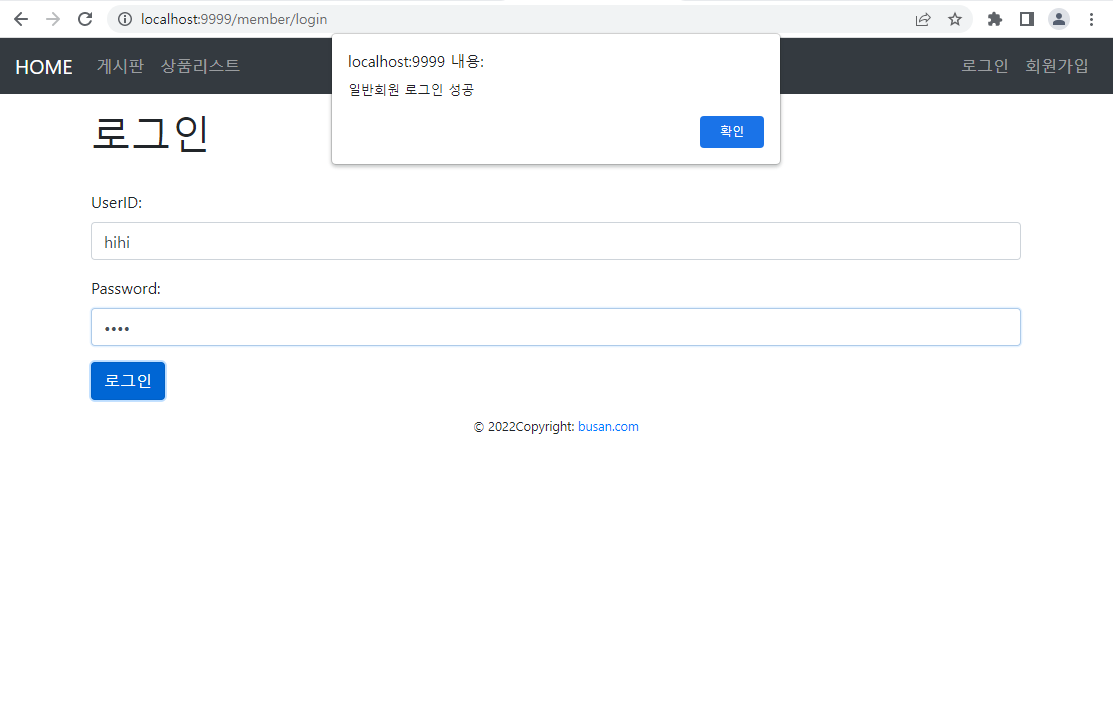 localhost:9999/member/login
localhost:9999 내용:
일반회원 로그인 성공
확인
HOME 게시판 상품리스트 로그인 회원가입
로그인
UserID:
hihi
Password:
••••
로그인
© 2022Copyright: busan.com